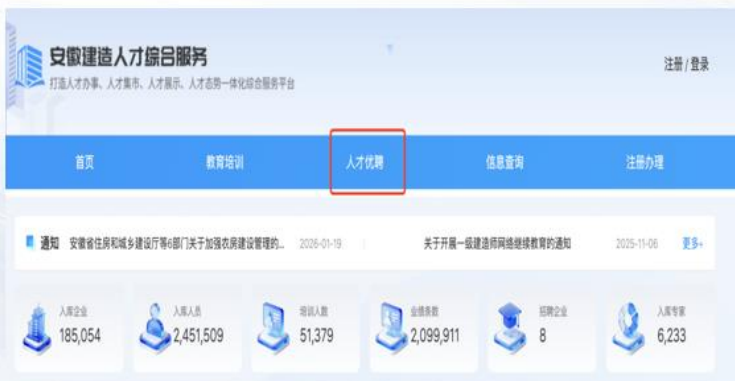 安徽建造人才综合服务
打造人才办事、人才集市、人才展示、人才态势一体化综合服务平台
注册 / 登录
首页 教育培训 人才优聘 信息查询 注册办理
通知 安徽省住房和城乡建设厅等6部门关于加强农房建设管理的... 2026-01-19 关于开展一级建造师网络继续教育的通知 2025-11-06 更多+
入库企业 入库人员 培训人数 业绩条数 招聘企业 入库专家
185,054 2,451,509 51,379 2,099,911 8 6,233